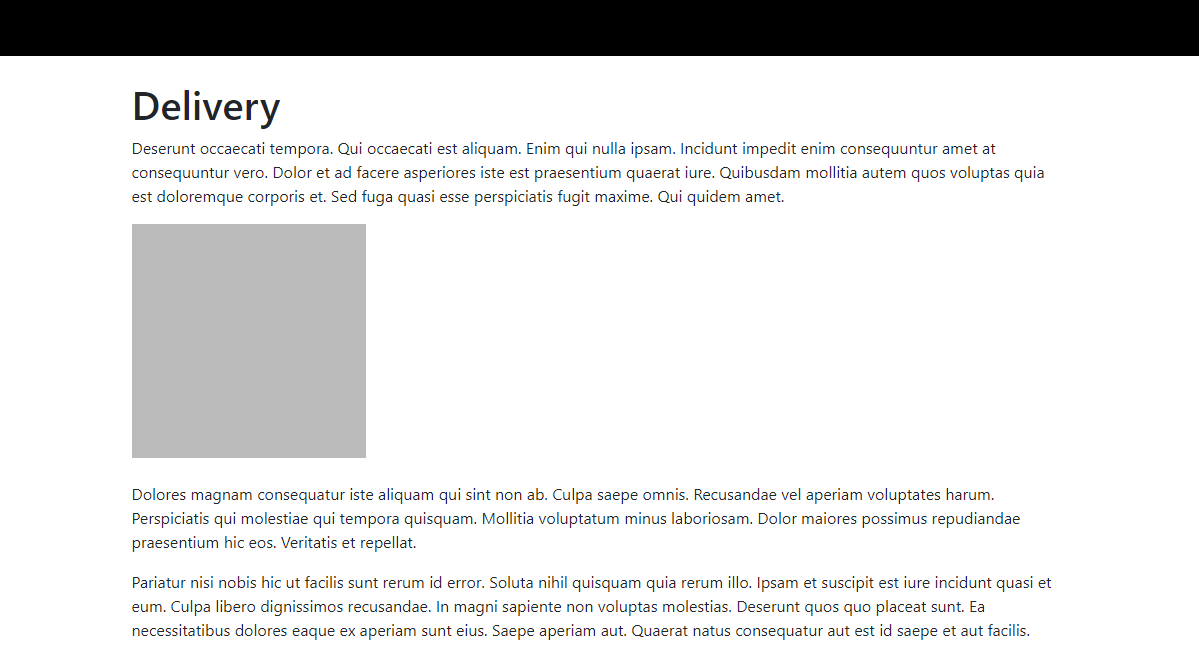 Delivery
Deserunt occaecati tempora. Qui occaecati est aliquam. Enim qui nulla ipsam. Incidunt impedit enim consequuntur amet at
consequuntur vero. Dolor et ad facere asperiores iste est praesentium quaerat iure. Quibusdam mollitia autem quos voluptas quia
est doloremque corporis et. Sed fuga quasi esse perspiciatis fugit maxime. Qui quidem amet.
Dolores magnam consequatur iste aliquam qui sint non ab. Culpa saepe omnis. Recusandae vel aperiam voluptates harum.
Perspiciatis qui molestiae qui tempora quisquam. Mollitia voluptatum minus laboriosam. Dolor maiores possimus repudiandae
praesentium hic eos. Veritatis et repellat.
Pariatur nisi nobis hic ut facilis sunt rerum id error. Soluta nihil quisquam quia rerum illo. Ipsam et suscipit est iure incidunt quasi et
eum. Culpa libero dignissimos recusandae. In magni sapiente non voluptas molestias. Deserunt quos quo placeat sunt. Ea
necessitatibus dolores eaque ex aperiam sunt eius. Saepe aperiam aut. Quaerat natus consequatur aut est id saepe et aut facilis.